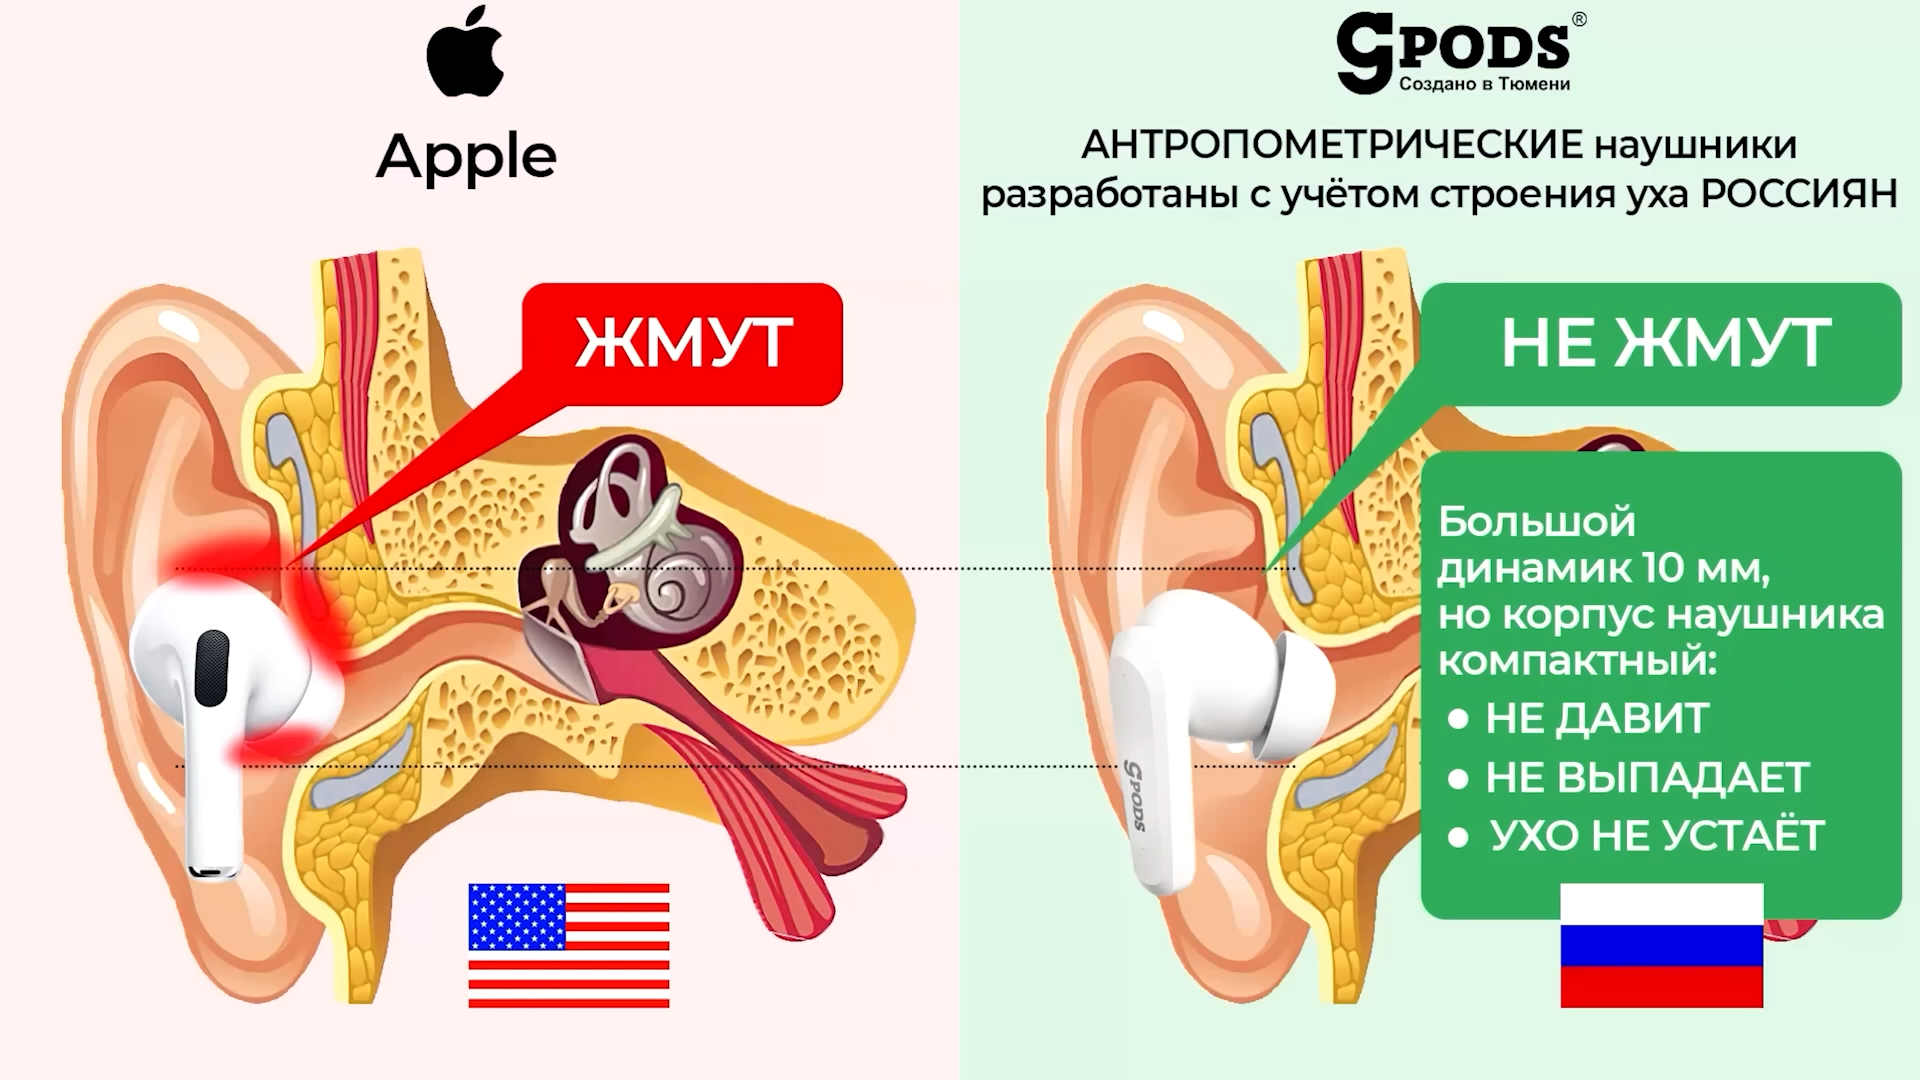 Apple
ЖМУТ
gPODS®
Создано в Тюмени
АНТРОПОМЕТРИЧЕСКИЕ наушники
разработаны с учётом строения уха РОССИЯН
НЕ ЖМУТ
Большой
динамик 10 мм,
но корпус наушника
компактный:
• НЕ ДАВИТ
• НЕ ВЫПАДАЕТ
• УХО НЕ УСТАЁТ
gPODS